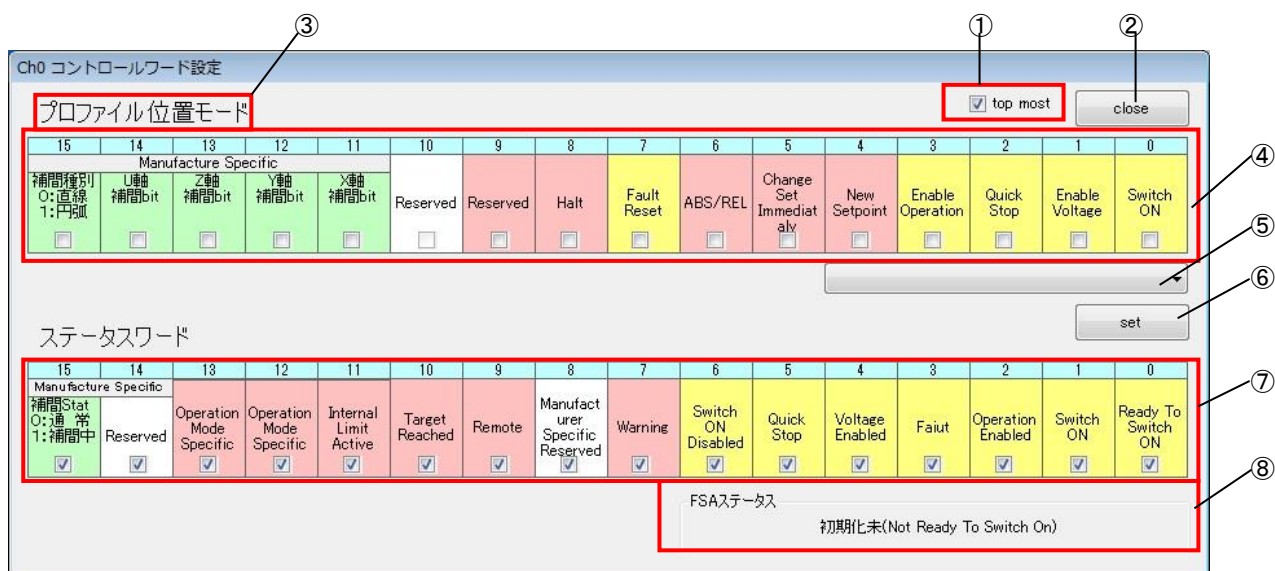 ③
①
②
Ch0 コントロールワード設定
プロファイル位置モード
top most
close
15 14 13 12 11 10 9 8 7 6 5 4 3 2 1 0
Manufacture Specific
④
補間種別
0:直線
1:円弧
U軸
補間bit
Z軸
補間bit
Y軸
補間bit
X軸
補間bit
Reserved
Reserved
Halt
Fault
Reset
ABS/REL
Change
Set
Immediat
aly
New
Setpoint
Enable
Operation
Quick
Stop
Enable
Voltage
Switch
ON
⑤
⑥
set
ステータスワード
15 14 13 12 11 10 9 8 7 6 5 4 3 2 1 0
Manufacture Specific
⑦
補間Stat
0:通 常
1:補間中
Reserved
Operation
Mode
Specific
Operation
Mode
Specific
Internal
Limit
Active
Target
Reached
Remote
Manufact
urer
Specific
Reserved
Warning
Switch
ON
Disabled
Quick
Stop
Voltage
Enabled
Faiut
Operation
Enabled
Switch
ON
Ready To
Switch
ON
⑧
FSAステータス
初期化未(Not Ready To Switch On)